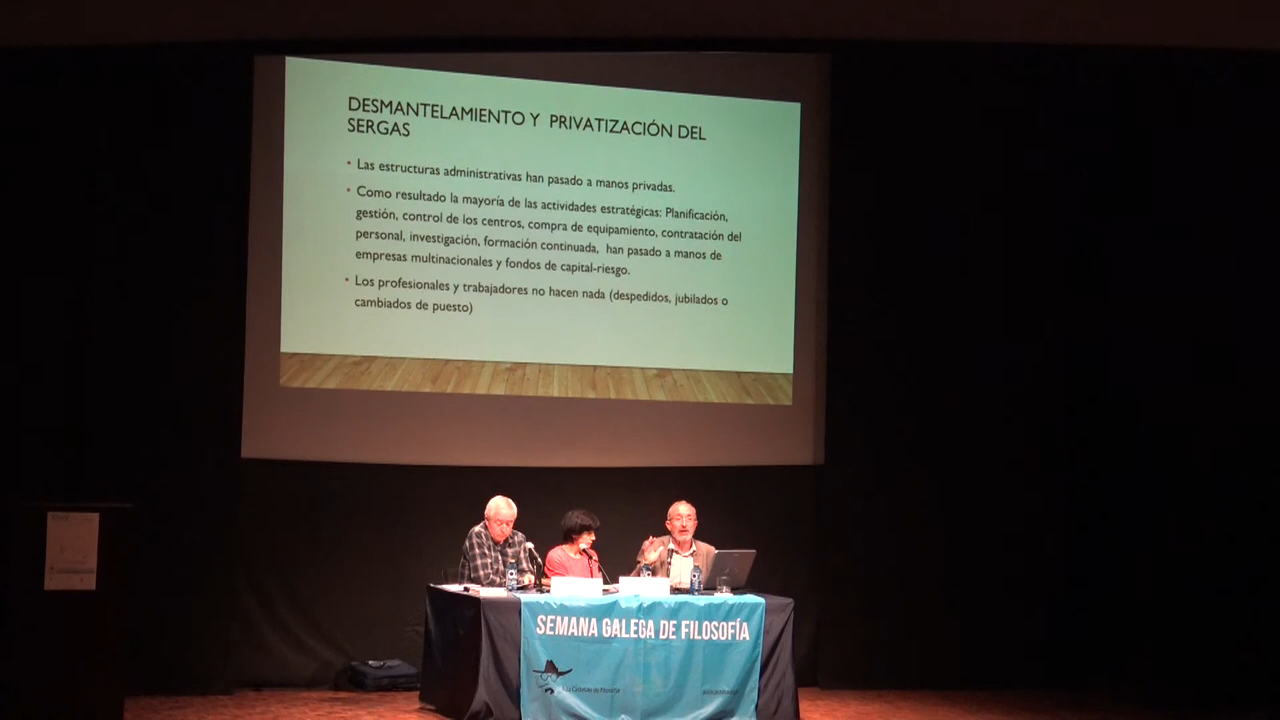 DESMANTELAMIENTO Y PRIVATIZACIÓN DEL
SERGAS
• Las estructuras administrativas han pasado a manos privadas.
• Como resultado la mayoría de las actividades estratégicas: Planificación,
gestión, control de los centros, compra de equipamiento, contratación del
personal, investigación, formación continuada, han pasado a manos de
empresas multinacionales y fondos de capital-riesgo.
• Los profesionales y trabajadores no hacen nada (despedidos, jubilados o
cambiados de puesto)
SEMANA GALEGA DE FILOSOFÍA
de Filosofía